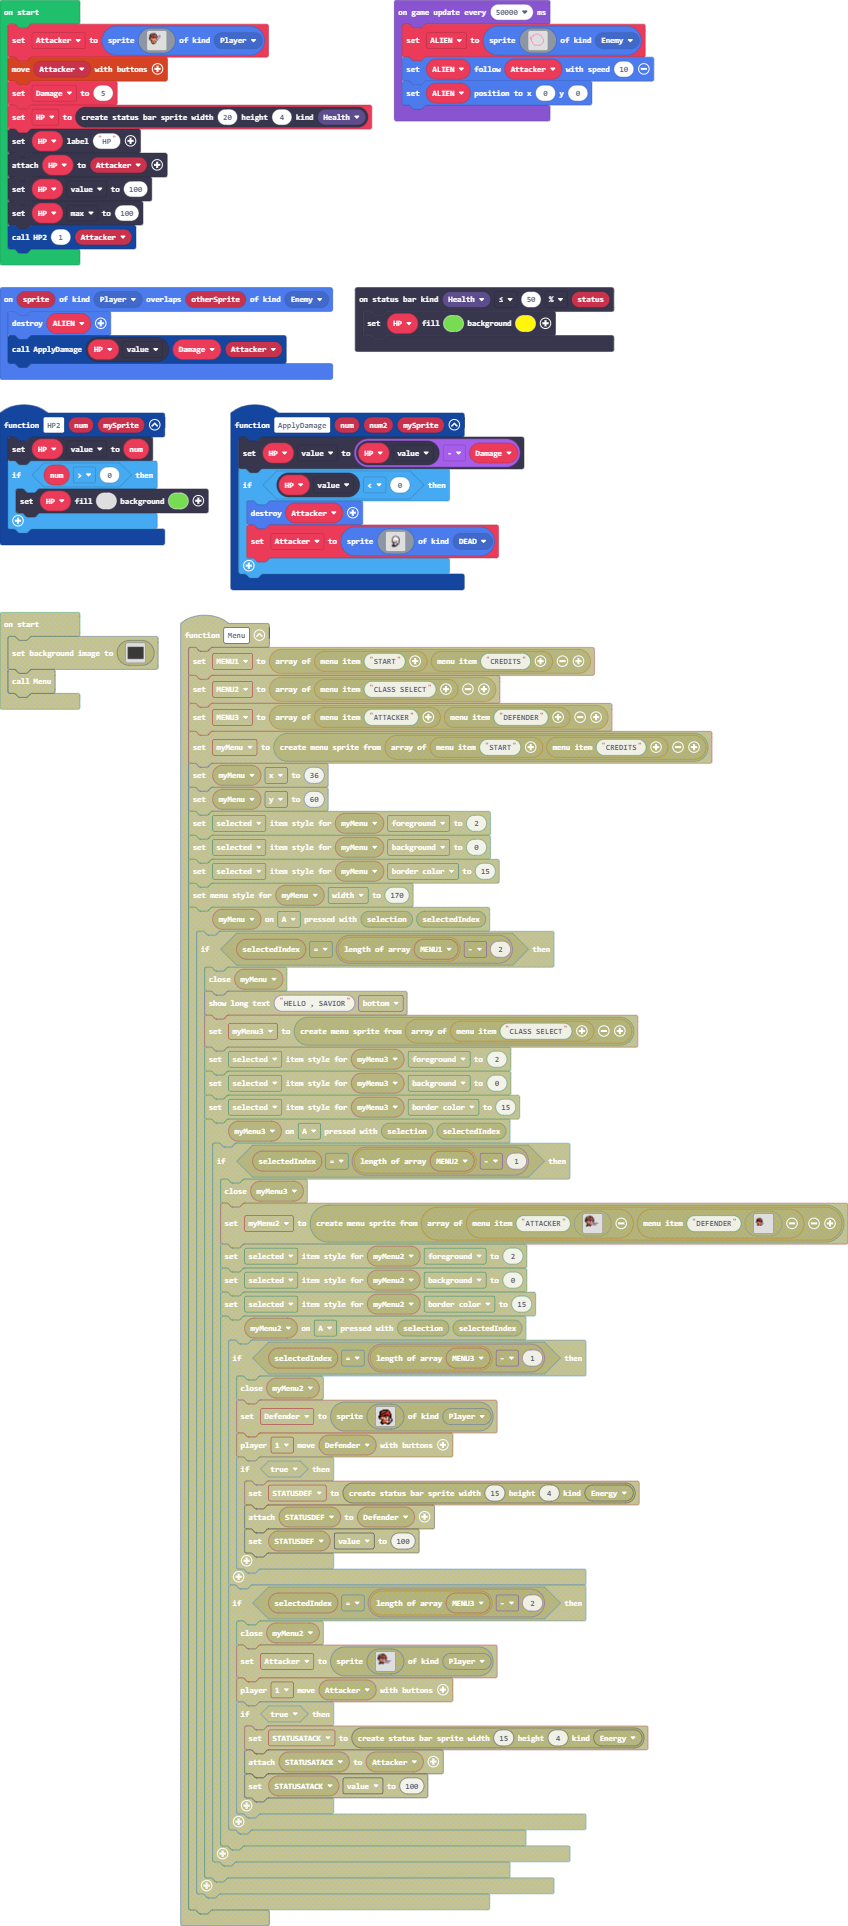 on start
set Attacker to sprite of kind Player
move Attacker with buttons
set Damage to 5
set HP to create status bar sprite width 20 height 4 kind Health
set HP label "HP"
attach HP to Attacker
set HP value to 100
set HP max to 100
call HP2 1 Attacker
on game update every 50000 ms
set ALIEN to sprite of kind Enemy
set ALIEN follow Attacker with speed 10
set ALIEN position to x 0 y 0
on sprite of kind Player overlaps otherSprite of kind Enemy
destroy ALIEN
call ApplyDamage HP value Damage Attacker
on status bar kind Health ≤ 50 % status
set HP fill background
function HP2 num mySprite
set HP value to num
if num > 0 then
set HP fill background
function ApplyDamage num num2 mySprite
set HP value to HP value - Damage
if HP value < 0 then
destroy Attacker
set Attacker to sprite of kind DEAD
on start
set background image to
call Menu
function Menu
set MENU1 to array of menu item "START" menu item "CREDITS"
set MENU2 to array of menu item "CLASS SELECT"
set MENU3 to array of menu item "ATTACKER" menu item "DEFENDER"
set myMenu to create menu sprite from array of menu item "START" menu item "CREDITS"
set myMenu x to 36
set myMenu y to 60
set selected item style for myMenu foreground to 2
set selected item style for myMenu background to 0
set selected item style for myMenu border color to 15
set menu style for myMenu width to 170
myMenu on A pressed with selection selectedIndex
if selectedIndex = length of array MENU1 - 2 then
close myMenu
show long text "HELLO , SAVIOR" bottom
set myMenu3 to create menu sprite from array of menu item "CLASS SELECT"
set selected item style for myMenu3 foreground to 2
set selected item style for myMenu3 background to 0
set selected item style for myMenu3 border color to 15
myMenu3 on A pressed with selection selectedIndex
if selectedIndex = length of array MENU2 - 1 then
close myMenu3
set myMenu2 to create menu sprite from array of menu item "ATTACKER" menu item "DEFENDER"
set selected item style for myMenu2 foreground to 2
set selected item style for myMenu2 background to 0
set selected item style for myMenu2 border color to 15
myMenu2 on A pressed with selection selectedIndex
if selectedIndex = length of array MENU3 - 1 then
close myMenu2
set Defender to sprite of kind Player
player 1 move Defender with buttons
if true then
set STATUSDEF to create status bar sprite width 15 height 4 kind Energy
attach STATUSDEF to Defender
set STATUSDEF value to 100
if selectedIndex = length of array MENU3 - 2 then
close myMenu2
set Attacker to sprite of kind Player
player 1 move Attacker with buttons
if true then
set STATUSATACK to create status bar sprite width 15 height 4 kind Energy
attach STATUSATACK to Attacker
set STATUSATACK value to 100